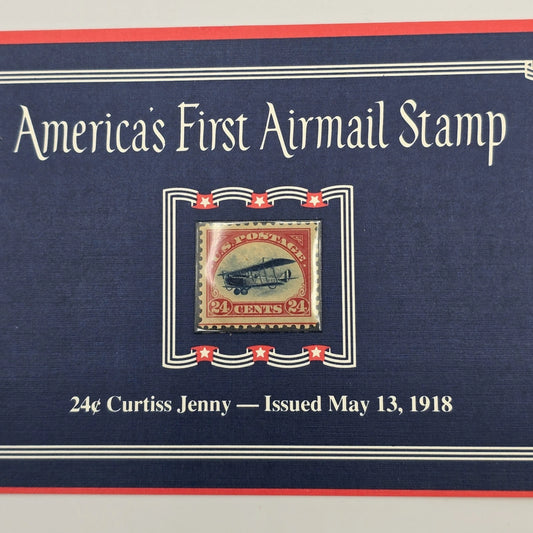 America's First Airmail Stamp
U.S. POSTAGE
24 CENTS 24
24¢ Curtiss Jenny — Issued May 13, 1918